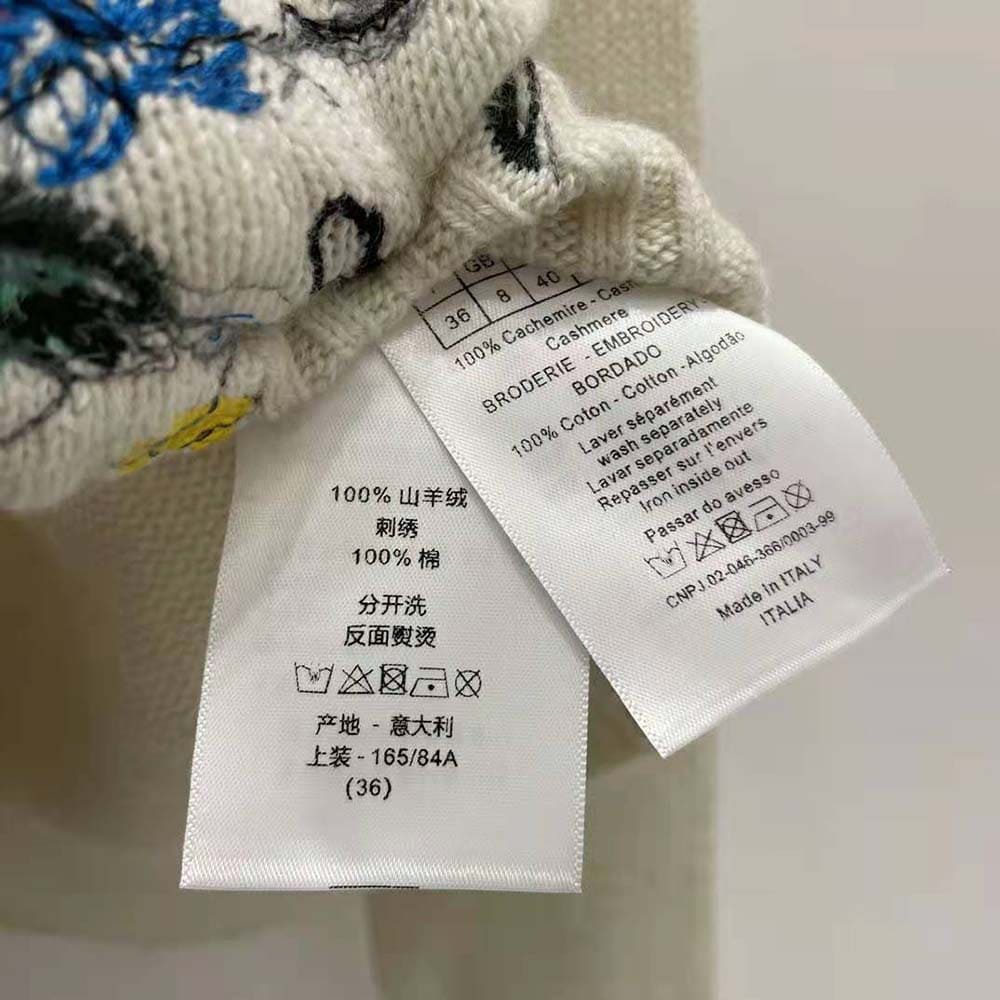 100% 山羊绒
刺绣
100% 棉
分开洗
反面熨烫
产地 - 意大利
上装 - 165/84A
(36)
GB
36 8 40
100% Cachemire -
Cashmere
BRODERIE - EMBROIDERY
BORDADO
100% Coton - Cotton - Algodão
Laver séparément
wash separately
Lavar separadamente
Repasser sur l'envers
Iron inside out
Passar do avesso
CNPJ.02-046-366/0003-99
Made in ITALY
ITALIA